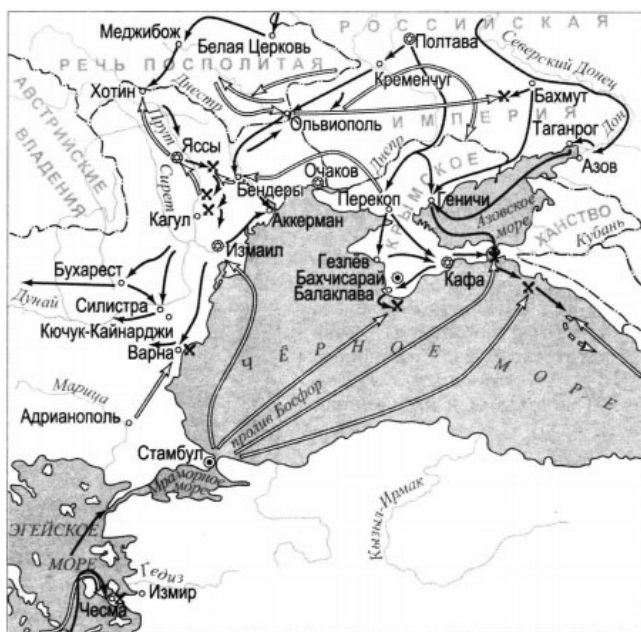 РОССИЙСКАЯ
ИМПЕРИЯ
Меджибож
Белая Церковь
Полтава
РЕЧЬ ПОСПОЛИТАЯ
Северский Донец
Кременчуг
Хотин
Днестр
Бахмут
Ольвиополь
Таганрог
Дон
АВСТРИЙСКИЕ
ВЛАДЕНИЯ
Прут
Яссы
Днепр
Очаков
Азов
Сирет
Бендеры
Перекоп
Геничи
КРЫМСКОЕ
ХАНСТВО
Кагул
Аккерман
Азовское
море
Кубань
Измаил
Гезлёв
Бухарест
Бахчисарай
Кафа
Дунай
Балаклава
Силистра
Кючук-Кайнарджи
Варна
ЧЁРНОЕ МОРЕ
Марица
пролив Босфор
Адрианополь
Стамбул
Мраморное
море
Кызыл-Ирмак
ЭГЕЙСКОЕ
МОРЕ
Гедиз
Измир
Чесма